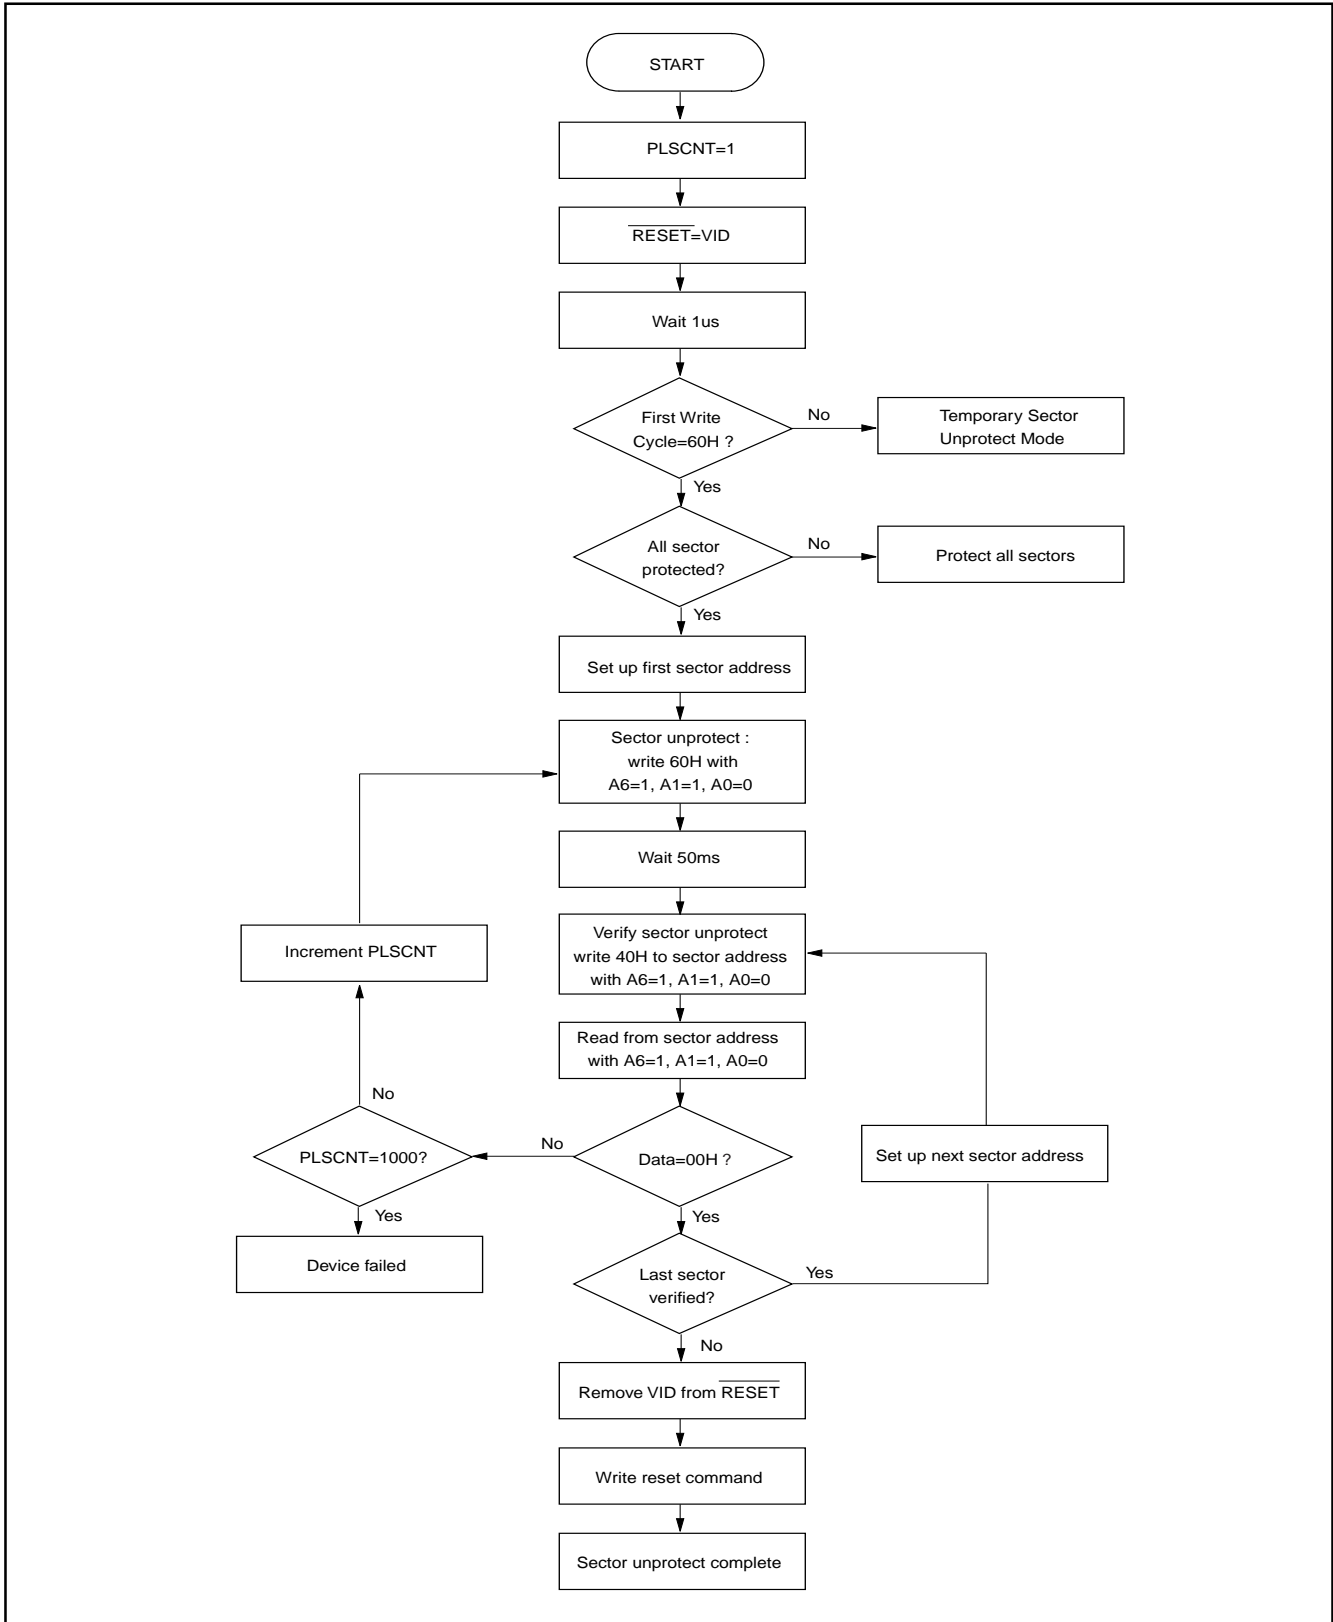 START
PLSCNT=1
RESET=VID
Wait 1us
First Write
Cycle=60H ?
No
Temporary Sector
Unprotect Mode
Yes
All sector
protected?
No
Protect all sectors
Yes
Set up first sector address
Sector unprotect :
write 60H with
A6=1, A1=1, A0=0
Wait 50ms
Increment PLSCNT
Verify sector unprotect
write 40H to sector address
with A6=1, A1=1, A0=0
Read from sector address
with A6=1, A1=1, A0=0
No
PLSCNT=1000?
No
Data=00H ?
Set up next sector address
Yes
Yes
Device failed
Last sector
verified?
Yes
No
Remove VID from RESET
Write reset command
Sector unprotect complete